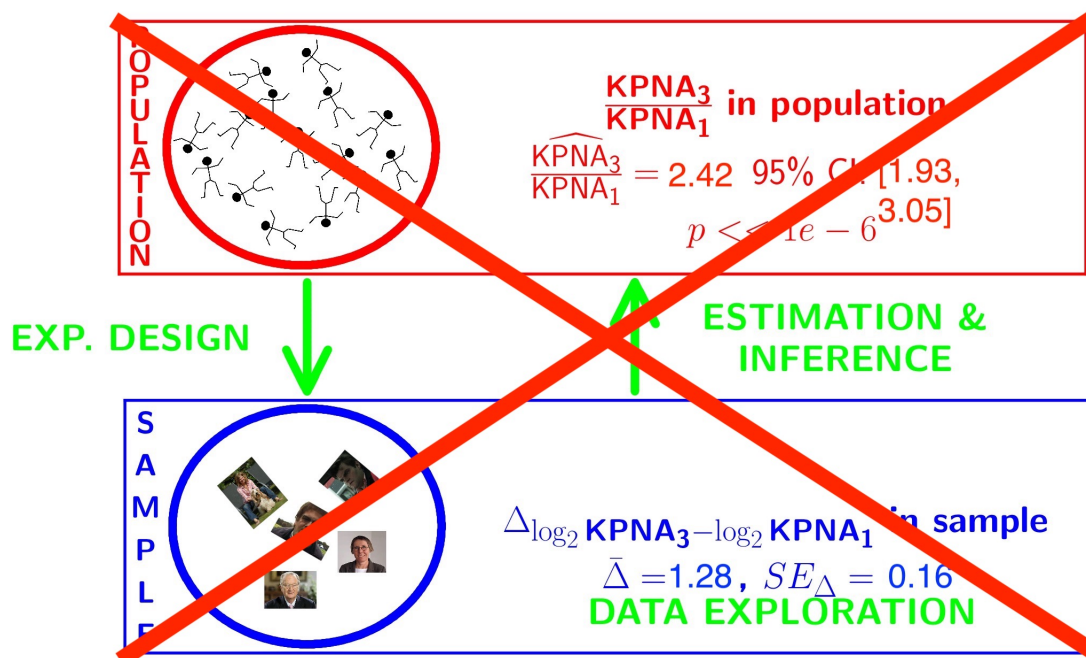 POPULATION
KPNA₃
KPNA₁ in population
KPNA₃
KPNA₁ = 2.42 95% CI [1.93,
3.05]
p << 1e − 6
EXP. DESIGN
ESTIMATION &
INFERENCE
SAMPLE
Δlog₂ KPNA₃−log₂ KPNA₁ in sample
Δ̄ =1.28, SEΔ = 0.16
DATA EXPLORATION